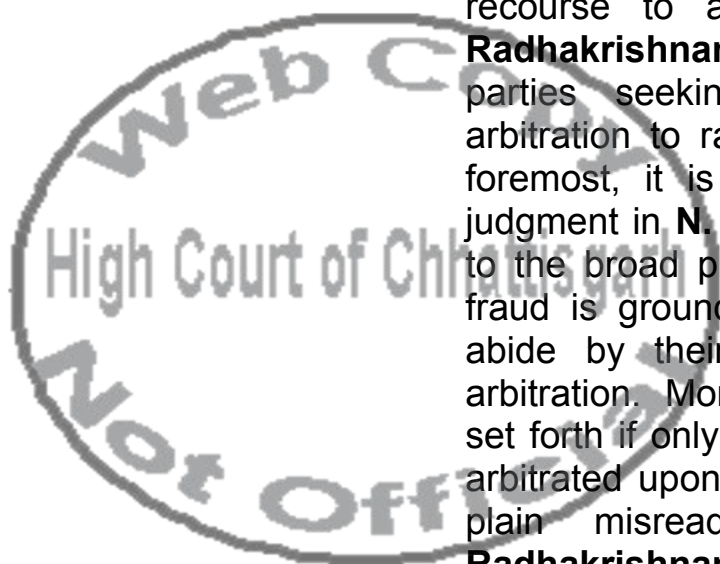 recourse to a
Radhakrishnan
parties seekin
arbitration to ra
foremost, it is
judgment in N.
to the broad p
fraud is ground
abide by their
arbitration. Mor
set forth if only
arbitrated upon
plain misread
Radhakrishnan
Web Copy
High Court of Chhattisgarh
Not Official